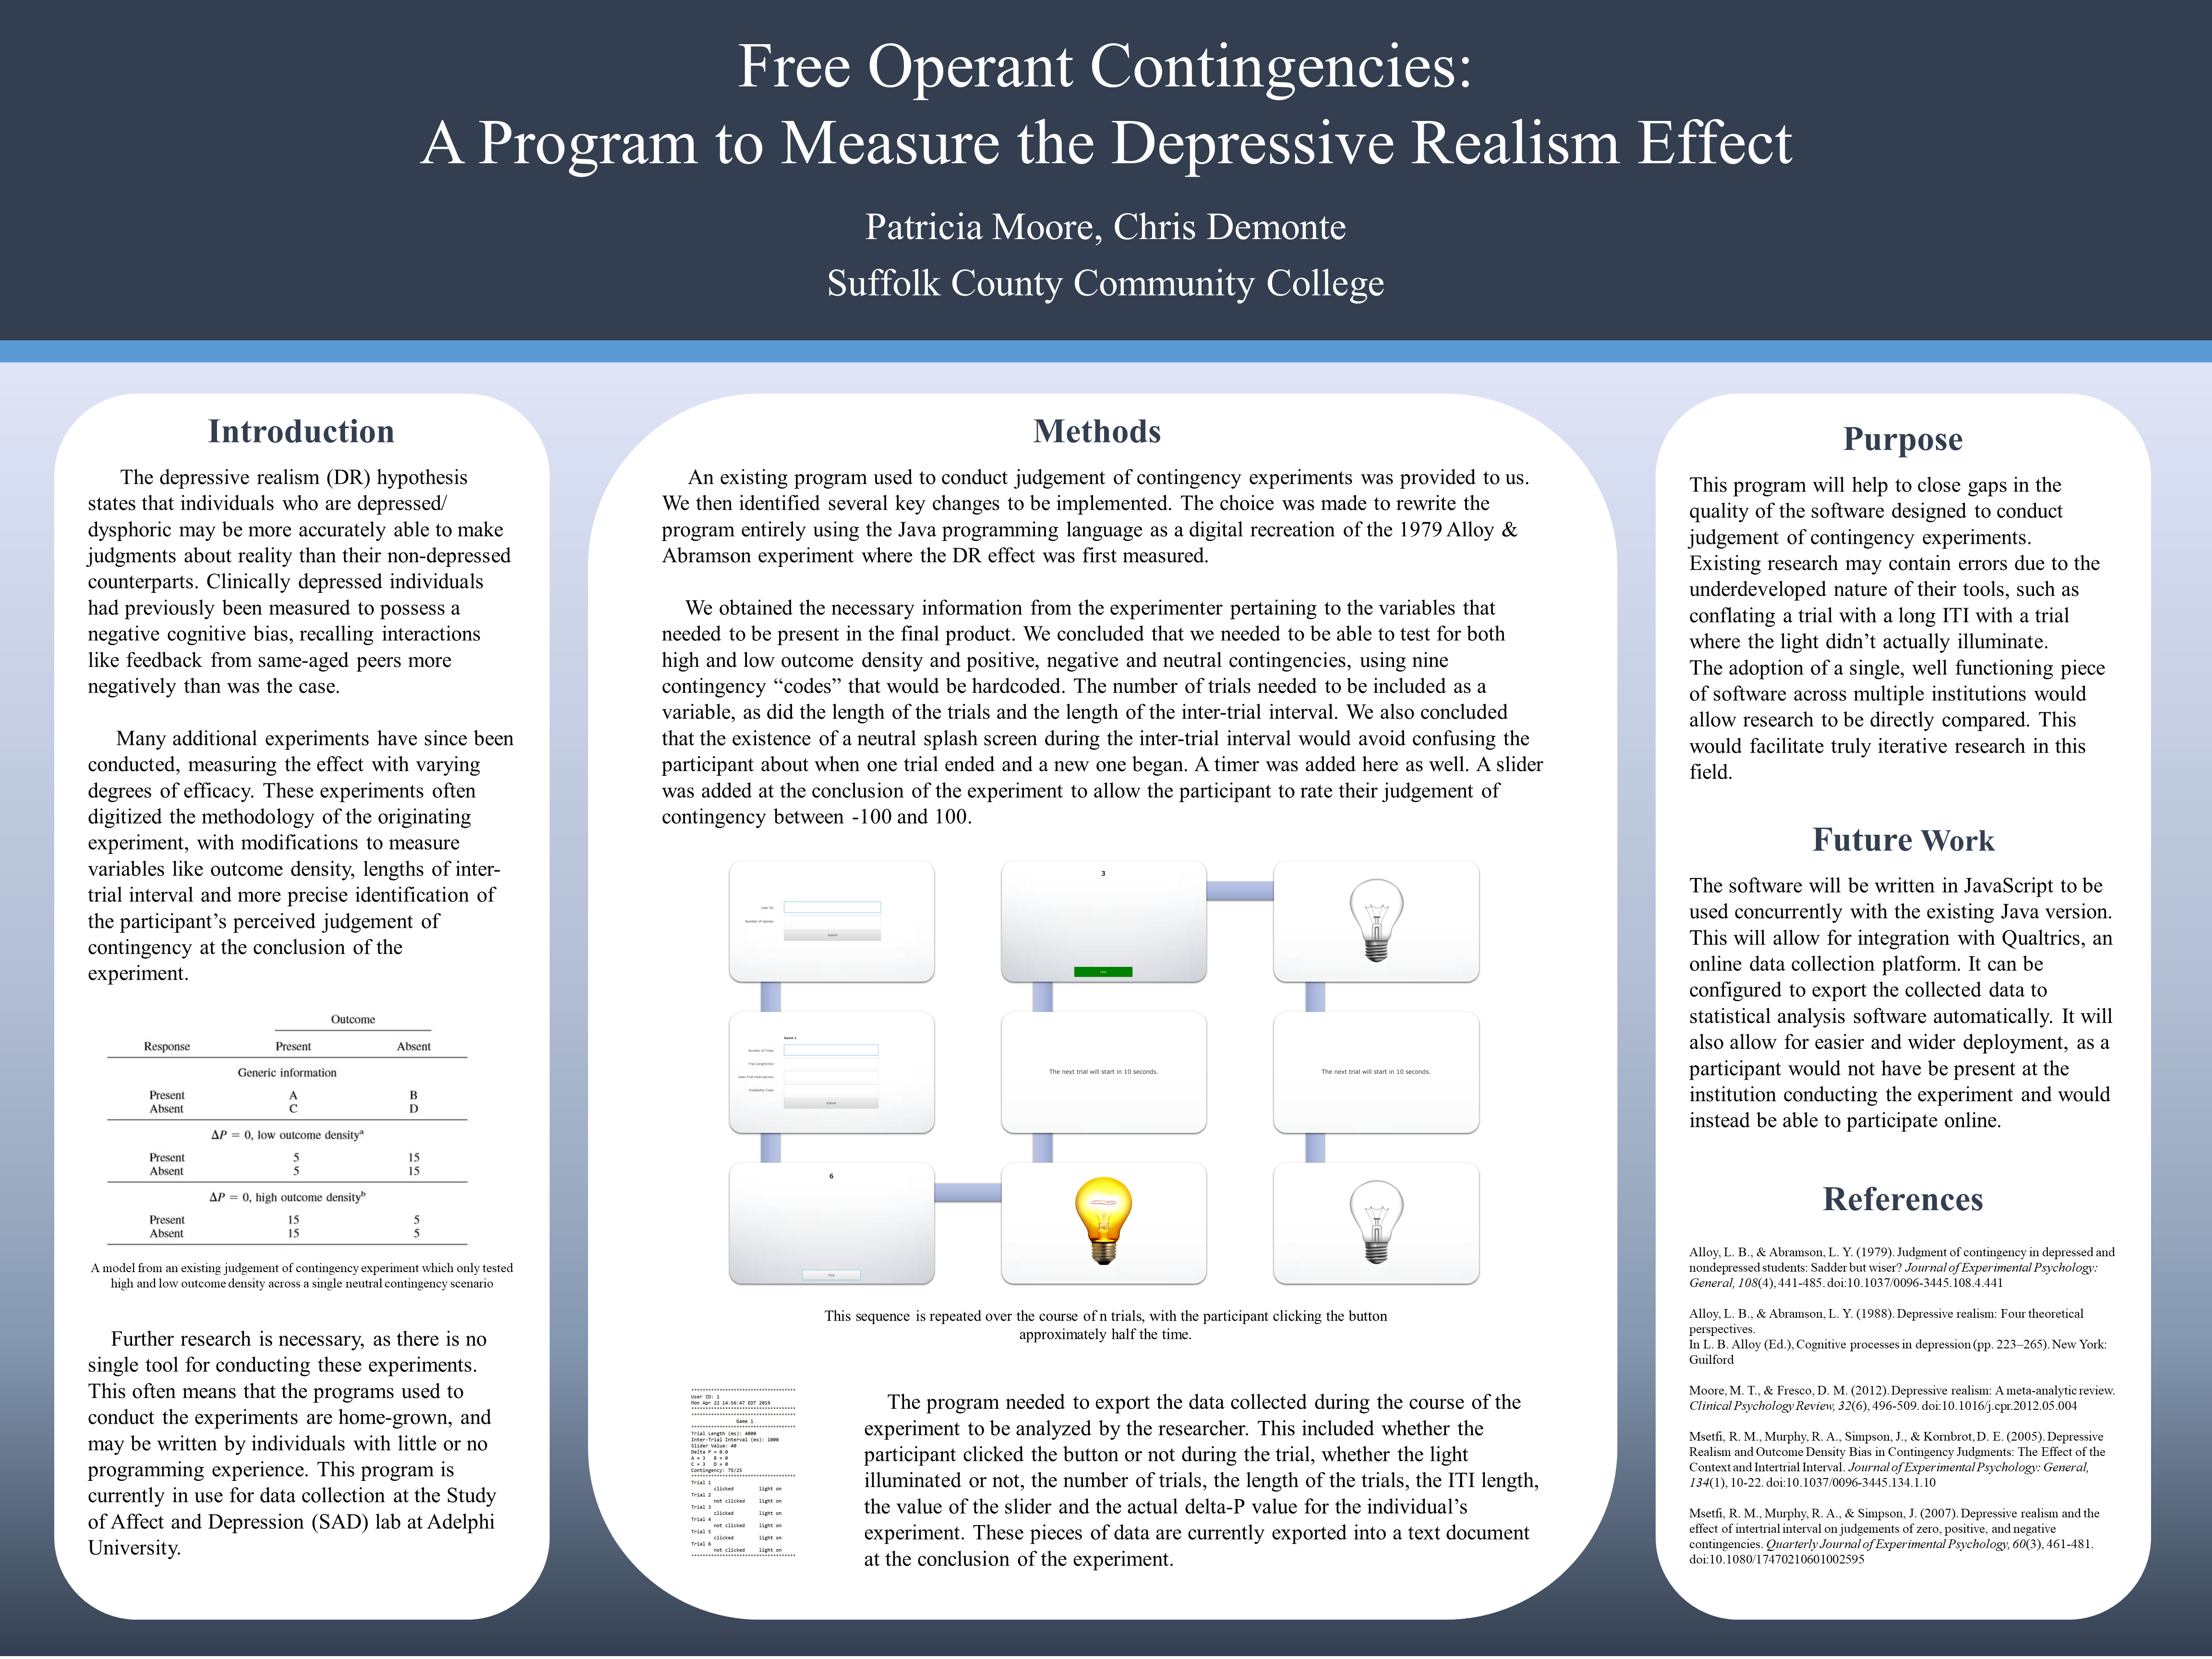 Free Operant Contingencies:
A Program to Measure the Depressive Realism Effect
Patricia Moore, Chris Demonte
Suffolk County Community College
Introduction
The depressive realism (DR) hypothesis
states that individuals who are depressed/
dysphoric may be more accurately able to make
judgments about reality than their non-depressed
counterparts. Clinically depressed individuals
had previously been measured to possess a
negative cognitive bias, recalling interactions
like feedback from same-aged peers more
negatively than was the case.
Many additional experiments have since been
conducted, measuring the effect with varying
degrees of efficacy. These experiments often
digitized the methodology of the originating
experiment, with modifications to measure
variables like outcome density, lengths of inter-
trial interval and more precise identification of
the participant's perceived judgement of
contingency at the conclusion of the
experiment.
Outcome
Response Present Absent
Generic information
Present A B
Absent C D
ΔP = 0, low outcome densityᵃ
Present 5 15
Absent 5 15
ΔP = 0, high outcome densityᵇ
Present 15 5
Absent 15 5
A model from an existing judgement of contingency experiment which only tested
high and low outcome density across a single neutral contingency scenario
Further research is necessary, as there is no
single tool for conducting these experiments.
This often means that the programs used to
conduct the experiments are home-grown, and
may be written by individuals with little or no
programming experience. This program is
currently in use for data collection at the Study
of Affect and Depression (SAD) lab at Adelphi
University.
Methods
An existing program used to conduct judgement of contingency experiments was provided to us.
We then identified several key changes to be implemented. The choice was made to rewrite the
program entirely using the Java programming language as a digital recreation of the 1979 Alloy &
Abramson experiment where the DR effect was first measured.
We obtained the necessary information from the experimenter pertaining to the variables that
needed to be present in the final product. We concluded that we needed to be able to test for both
high and low outcome density and positive, negative and neutral contingencies, using nine
contingency “codes” that would be hardcoded. The number of trials needed to be included as a
variable, as did the length of the trials and the length of the inter-trial interval. We also concluded
that the existence of a neutral splash screen during the inter-trial interval would avoid confusing the
participant about when one trial ended and a new one began. A timer was added here as well. A slider
was added at the conclusion of the experiment to allow the participant to rate their judgement of
contingency between -100 and 100.
User ID:
Number of Games:
Submit
Game 1
Number of Trials:
Trial Length(ms):
Inter-Trial Interval(ms):
Probability Code:
Submit
6
Click
3
Click
The next trial will start in 10 seconds.
The next trial will start in 10 seconds.
This sequence is repeated over the course of n trials, with the participant clicking the button
approximately half the time.
************************************
User ID: 1
Mon Apr 22 14:56:47 EDT 2019
************************************
************************************
Game 1
************************************
Trial Length (ms): 4000
Inter-Trial Interval (ms): 1000
Slider Value: 40
Delta P = 0.0
A = 3 B = 0
C = 3 D = 0
Contingency: 75/25
************************************
Trial 1
clicked light on
Trial 2
not clicked light on
Trial 3
clicked light on
Trial 4
not clicked light on
Trial 5
clicked light on
Trial 6
not clicked light on
************************************
The program needed to export the data collected during the course of the
experiment to be analyzed by the researcher. This included whether the
participant clicked the button or not during the trial, whether the light
illuminated or not, the number of trials, the length of the trials, the ITI length,
the value of the slider and the actual delta-P value for the individual's
experiment. These pieces of data are currently exported into a text document
at the conclusion of the experiment.
Purpose
This program will help to close gaps in the
quality of the software designed to conduct
judgement of contingency experiments.
Existing research may contain errors due to the
underdeveloped nature of their tools, such as
conflating a trial with a long ITI with a trial
where the light didn't actually illuminate.
The adoption of a single, well functioning piece
of software across multiple institutions would
allow research to be directly compared. This
would facilitate truly iterative research in this
field.
Future Work
The software will be written in JavaScript to be
used concurrently with the existing Java version.
This will allow for integration with Qualtrics, an
online data collection platform. It can be
configured to export the collected data to
statistical analysis software automatically. It will
also allow for easier and wider deployment, as a
participant would not have be present at the
institution conducting the experiment and would
instead be able to participate online.
References
Alloy, L. B., & Abramson, L. Y. (1979). Judgment of contingency in depressed and
nondepressed students: Sadder but wiser? Journal of Experimental Psychology:
General, 108(4), 441-485. doi:10.1037/0096-3445.108.4.441
Alloy, L. B., & Abramson, L. Y. (1988). Depressive realism: Four theoretical
perspectives.
In L. B. Alloy (Ed.), Cognitive processes in depression (pp. 223–265). New York:
Guilford
Moore, M. T., & Fresco, D. M. (2012). Depressive realism: A meta-analytic review.
Clinical Psychology Review, 32(6), 496-509. doi:10.1016/j.cpr.2012.05.004
Msetfi, R. M., Murphy, R. A., Simpson, J., & Kornbrot, D. E. (2005). Depressive
Realism and Outcome Density Bias in Contingency Judgments: The Effect of the
Context and Intertrial Interval. Journal of Experimental Psychology: General,
134(1), 10-22. doi:10.1037/0096-3445.134.1.10
Msetfi, R. M., Murphy, R. A., & Simpson, J. (2007). Depressive realism and the
effect of intertrial interval on judgements of zero, positive, and negative
contingencies. Quarterly Journal of Experimental Psychology, 60(3), 461-481.
doi:10.1080/17470210601002595